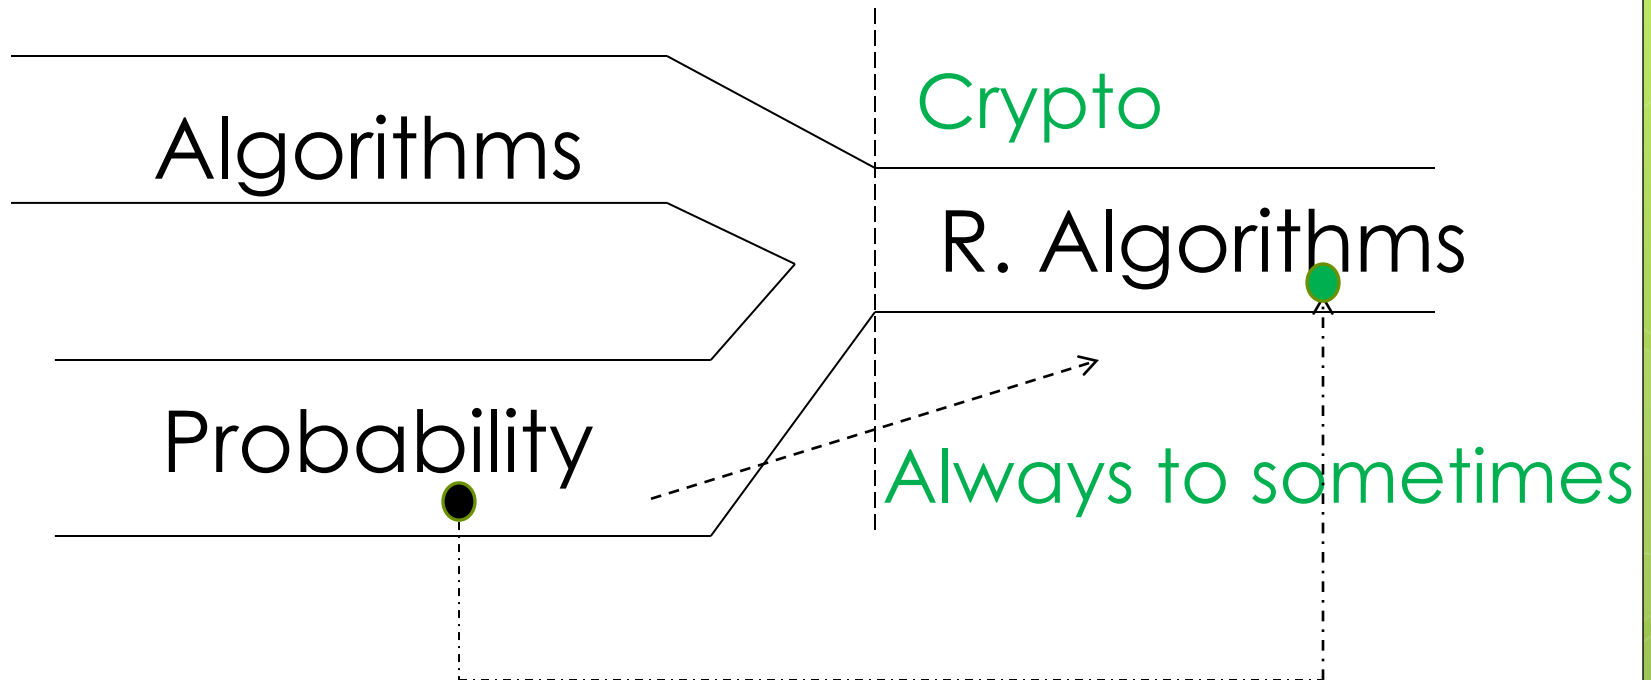 Crypto
Algorithms
R. Algorithms
Probability
Always to sometimes